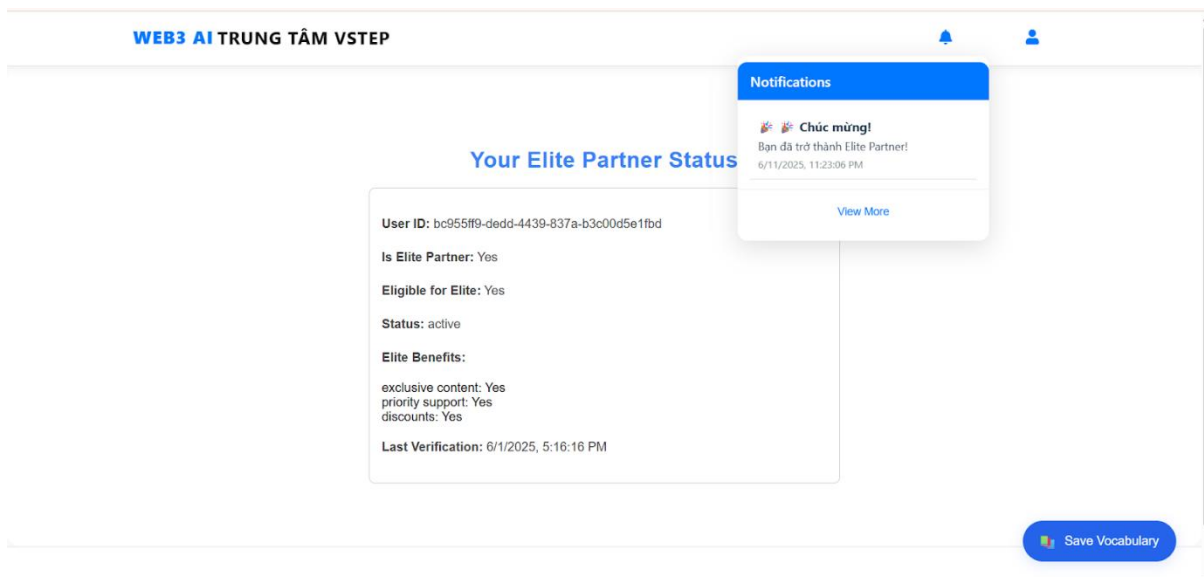 WEB3 AI TRUNG TÂM VSTEP
Notifications
🎉 🎉 Chúc mừng!
Bạn đã trở thành Elite Partner!
6/11/2025, 11:23:06 PM
View More
Your Elite Partner Status
User ID: bc955ff9-dedd-4439-837a-b3c00d5e1fbd
Is Elite Partner: Yes
Eligible for Elite: Yes
Status: active
Elite Benefits:
exclusive content: Yes
priority support: Yes
discounts: Yes
Last Verification: 6/1/2025, 5:16:16 PM
Save Vocabulary